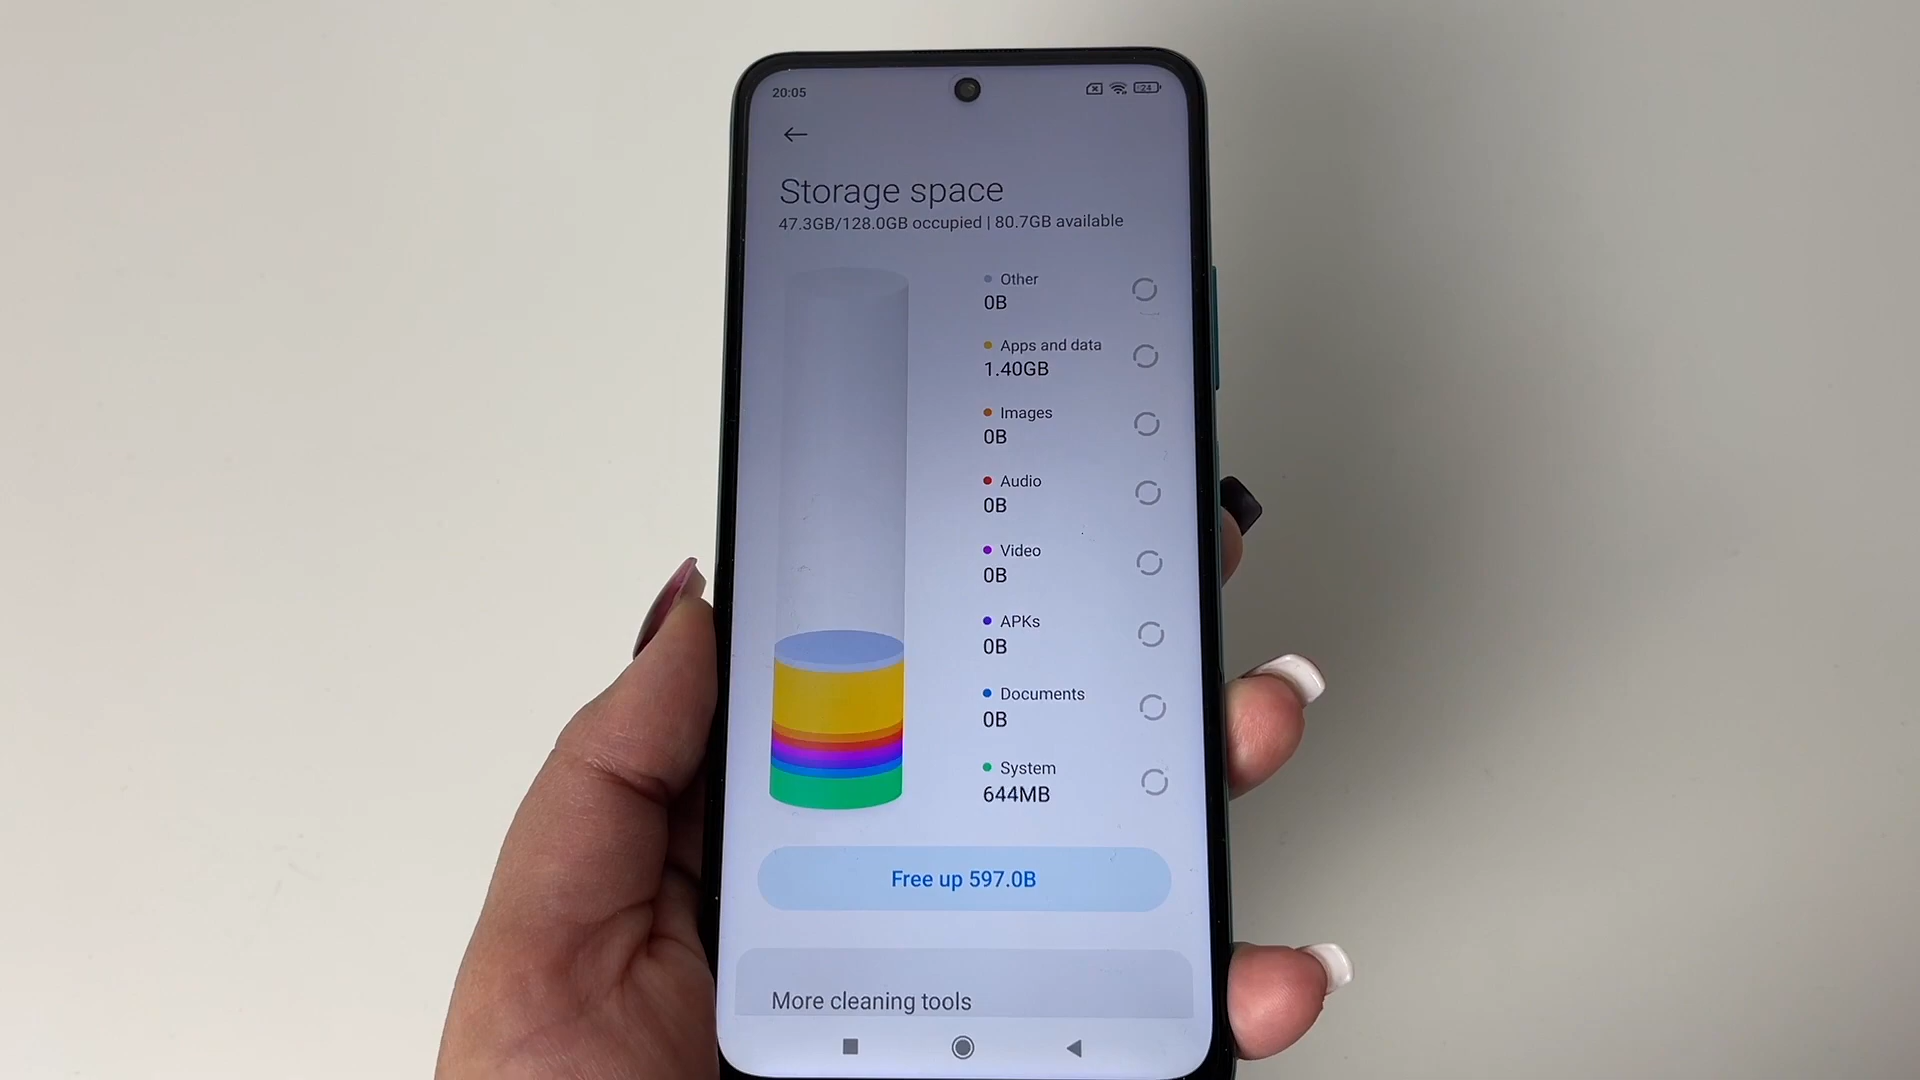 20:05
24
Storage space
47.3GB/128.0GB occupied | 80.7GB available
Other
0B
Apps and data
1.40GB
Images
0B
Audio
0B
Video
0B
APKs
0B
Documents
0B
System
644MB
Free up 597.0B
More cleaning tools